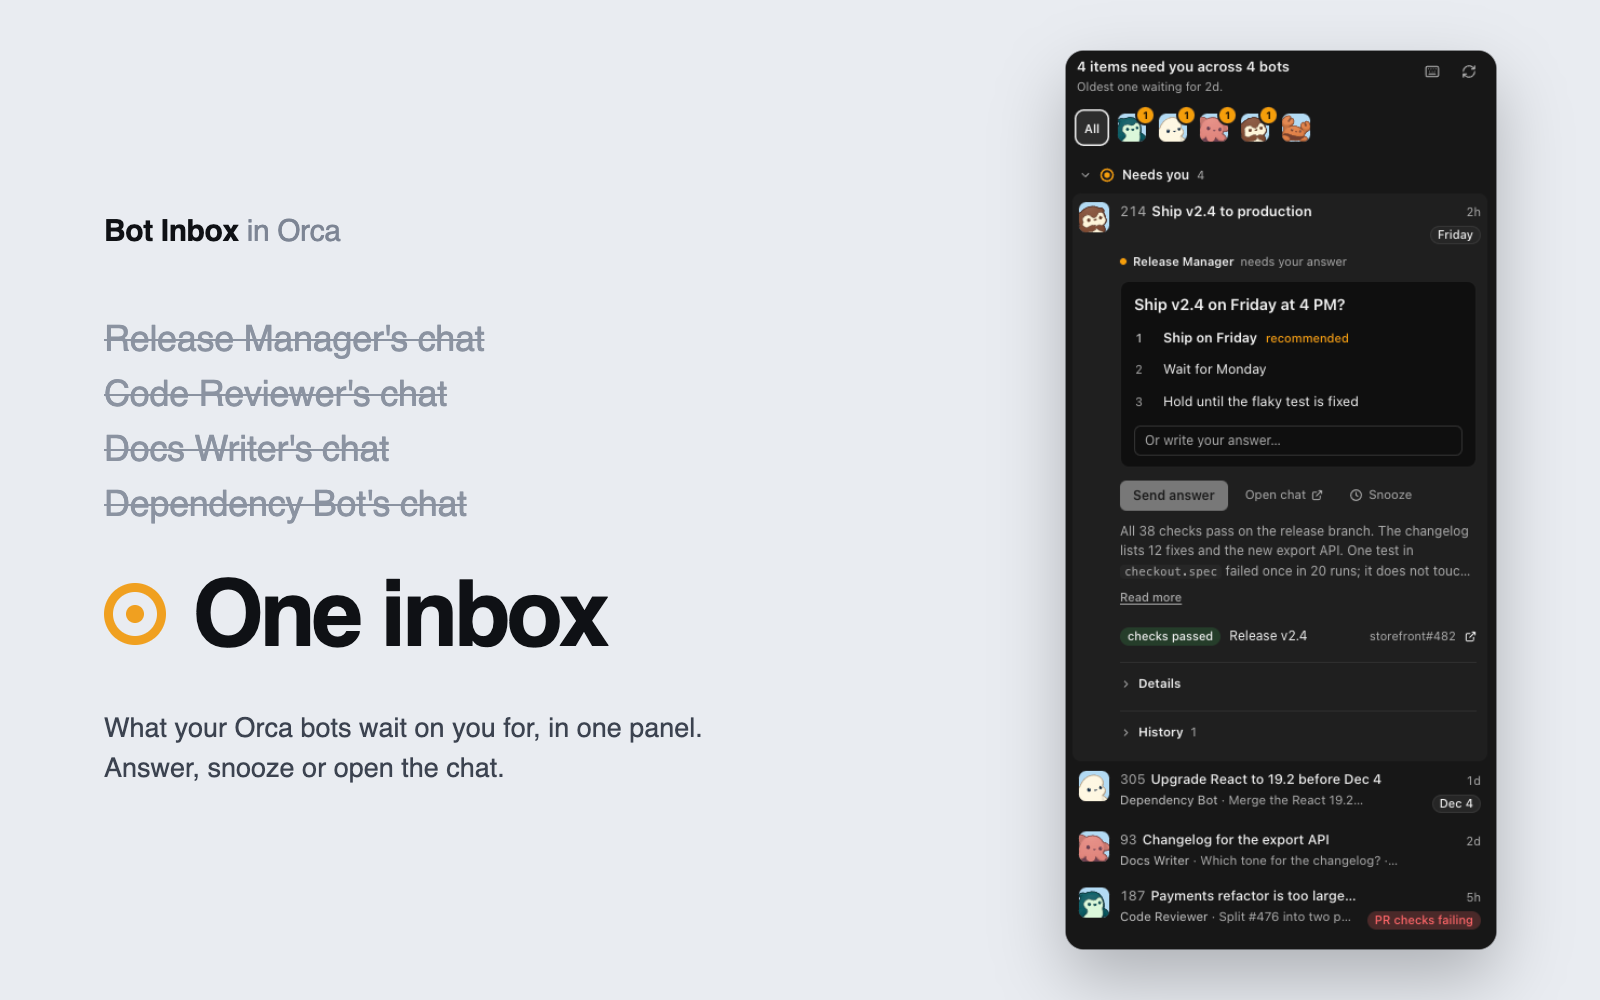 Bot Inbox in Orca
Release Manager's chat
Code Reviewer's chat
Docs Writer's chat
Dependency Bot's chat
One inbox
What your Orca bots wait on you for, in one panel.
Answer, snooze or open the chat.
4 items need you across 4 bots
Oldest one waiting for 2d.
All 1 1 1 1
Needs you 4
214 Ship v2.4 to production 2h
Friday
Release Manager needs your answer
Ship v2.4 on Friday at 4 PM?
1 Ship on Friday recommended
2 Wait for Monday
3 Hold until the flaky test is fixed
Or write your answer...
Send answer Open chat Snooze
All 38 checks pass on the release branch. The changelog
lists 12 fixes and the new export API. One test in
checkout.spec failed once in 20 runs; it does not touc...
Read more
checks passed Release v2.4 storefront#482
Details
History 1
305 Upgrade React to 19.2 before Dec 4 1d
Dependency Bot · Merge the React 19.2... Dec 4
93 Changelog for the export API 2d
Docs Writer · Which tone for the changelog? ·...
187 Payments refactor is too large... 5h
Code Reviewer · Split #476 into two p... PR checks failing